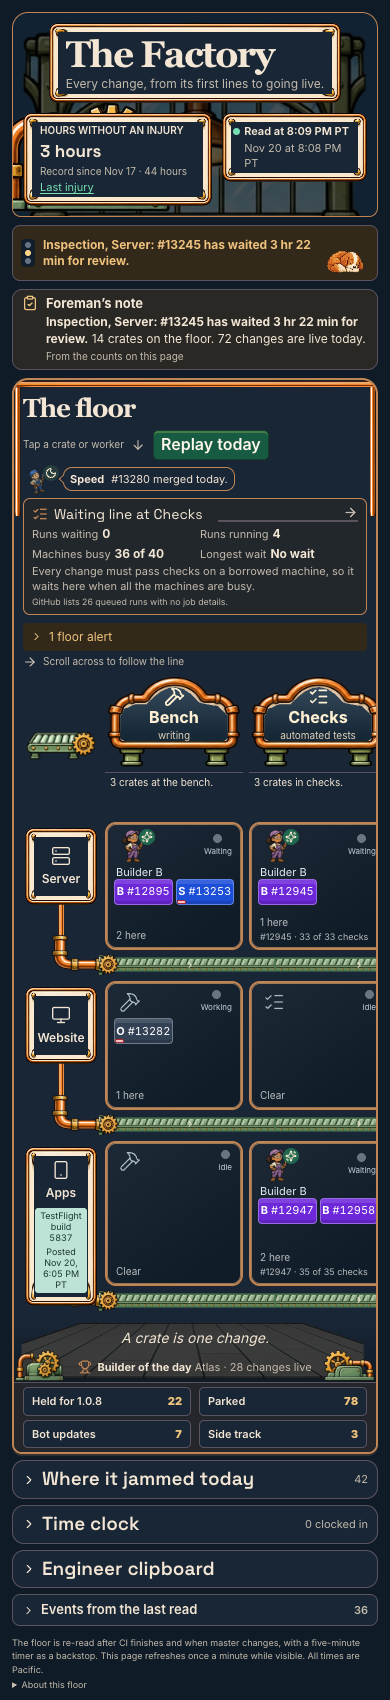 The Factory
Every change, from its first lines to going live.
HOURS WITHOUT AN INJURY
3 hours
Record since Nov 17 · 44 hours
Last injury
Read at 8:09 PM PT
Nov 20 at 8:08 PM
PT
Inspection, Server: #13245 has waited 3 hr 22
min for review.
Foreman's note
Inspection, Server: #13245 has waited 3 hr 22 min for
review. 14 crates on the floor. 72 changes are live today.
From the counts on this page
The floor
Tap a crate or worker ↓ Replay today
Speed #13280 merged today.
Waiting line at Checks →
Runs waiting 0 Runs running 4
Machines busy 36 of 40 Longest wait No wait
Every change must pass checks on a borrowed machine, so it
waits here when all the machines are busy.
GitHub lists 26 queued runs with no job details.
1 floor alert
→ Scroll across to follow the line
Bench
writing
Checks
automated tests
3 crates at the bench.
3 crates in checks.
Server
Waiting
Builder B
B #12895 S #13253
2 here
Waiting
Builder B
B #12945
1 here
#12945 · 33 of 33 checks
Website
Working
O #13282
1 here
Idle
Clear
Apps
TestFlight
build
5837
Posted
Nov 20,
6:05 PM
PT
Idle
Clear
Waiting
Builder B
B #12947 B #12958
2 here
#12947 · 35 of 35 checks
A crate is one change.
Builder of the day Atlas · 28 changes live
Held for 1.0.8 22
Parked 78
Bot updates 7
Side track 3
Where it jammed today 42
Time clock 0 clocked in
Engineer clipboard
Events from the last read 36
The floor is re-read after CI finishes and when master changes, with a five-minute
timer as a backstop. This page refreshes once a minute while visible. All times are
Pacific.
About this floor